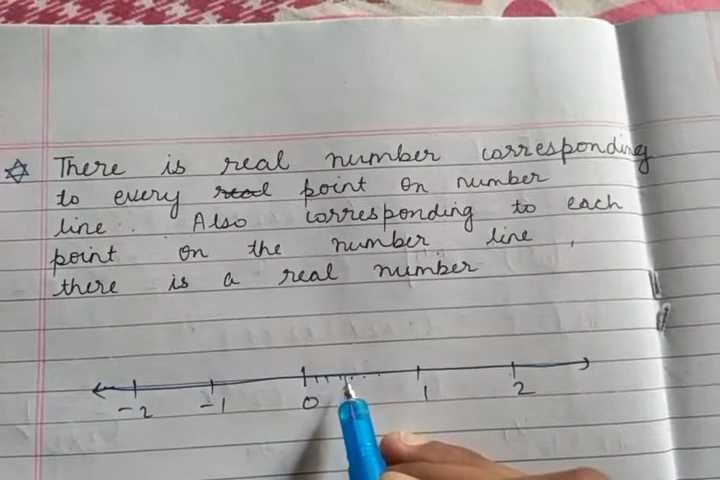 There is real number corresponding
to every real point on number
line. Also corresponding to each
point on the number line,
there is a real number
-2 -1 0 1 2